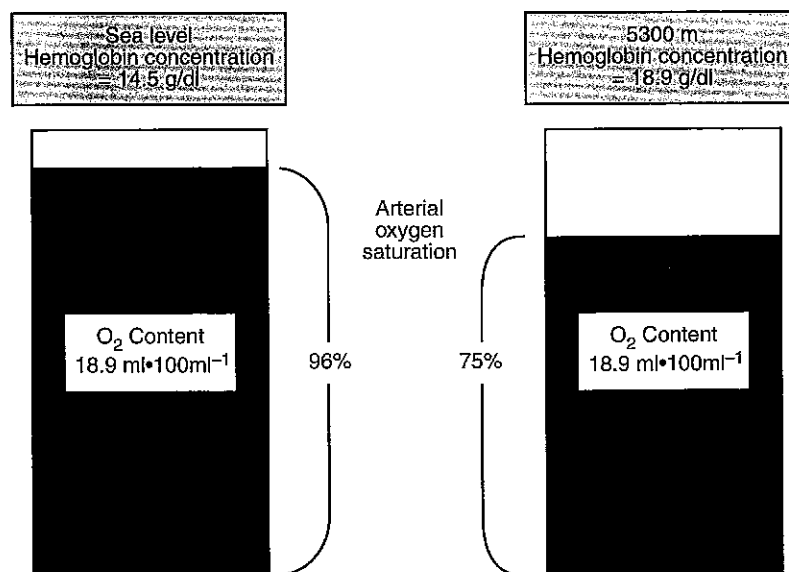 Sea level
Hemoglobin concentration
= 14.5 g/dl
5300 m
Hemoglobin concentration
= 18.9 g/dl
Arterial
oxygen
saturation
O₂ Content
18.9 ml•100ml⁻¹
96%
75%
O₂ Content
18.9 ml•100ml⁻¹